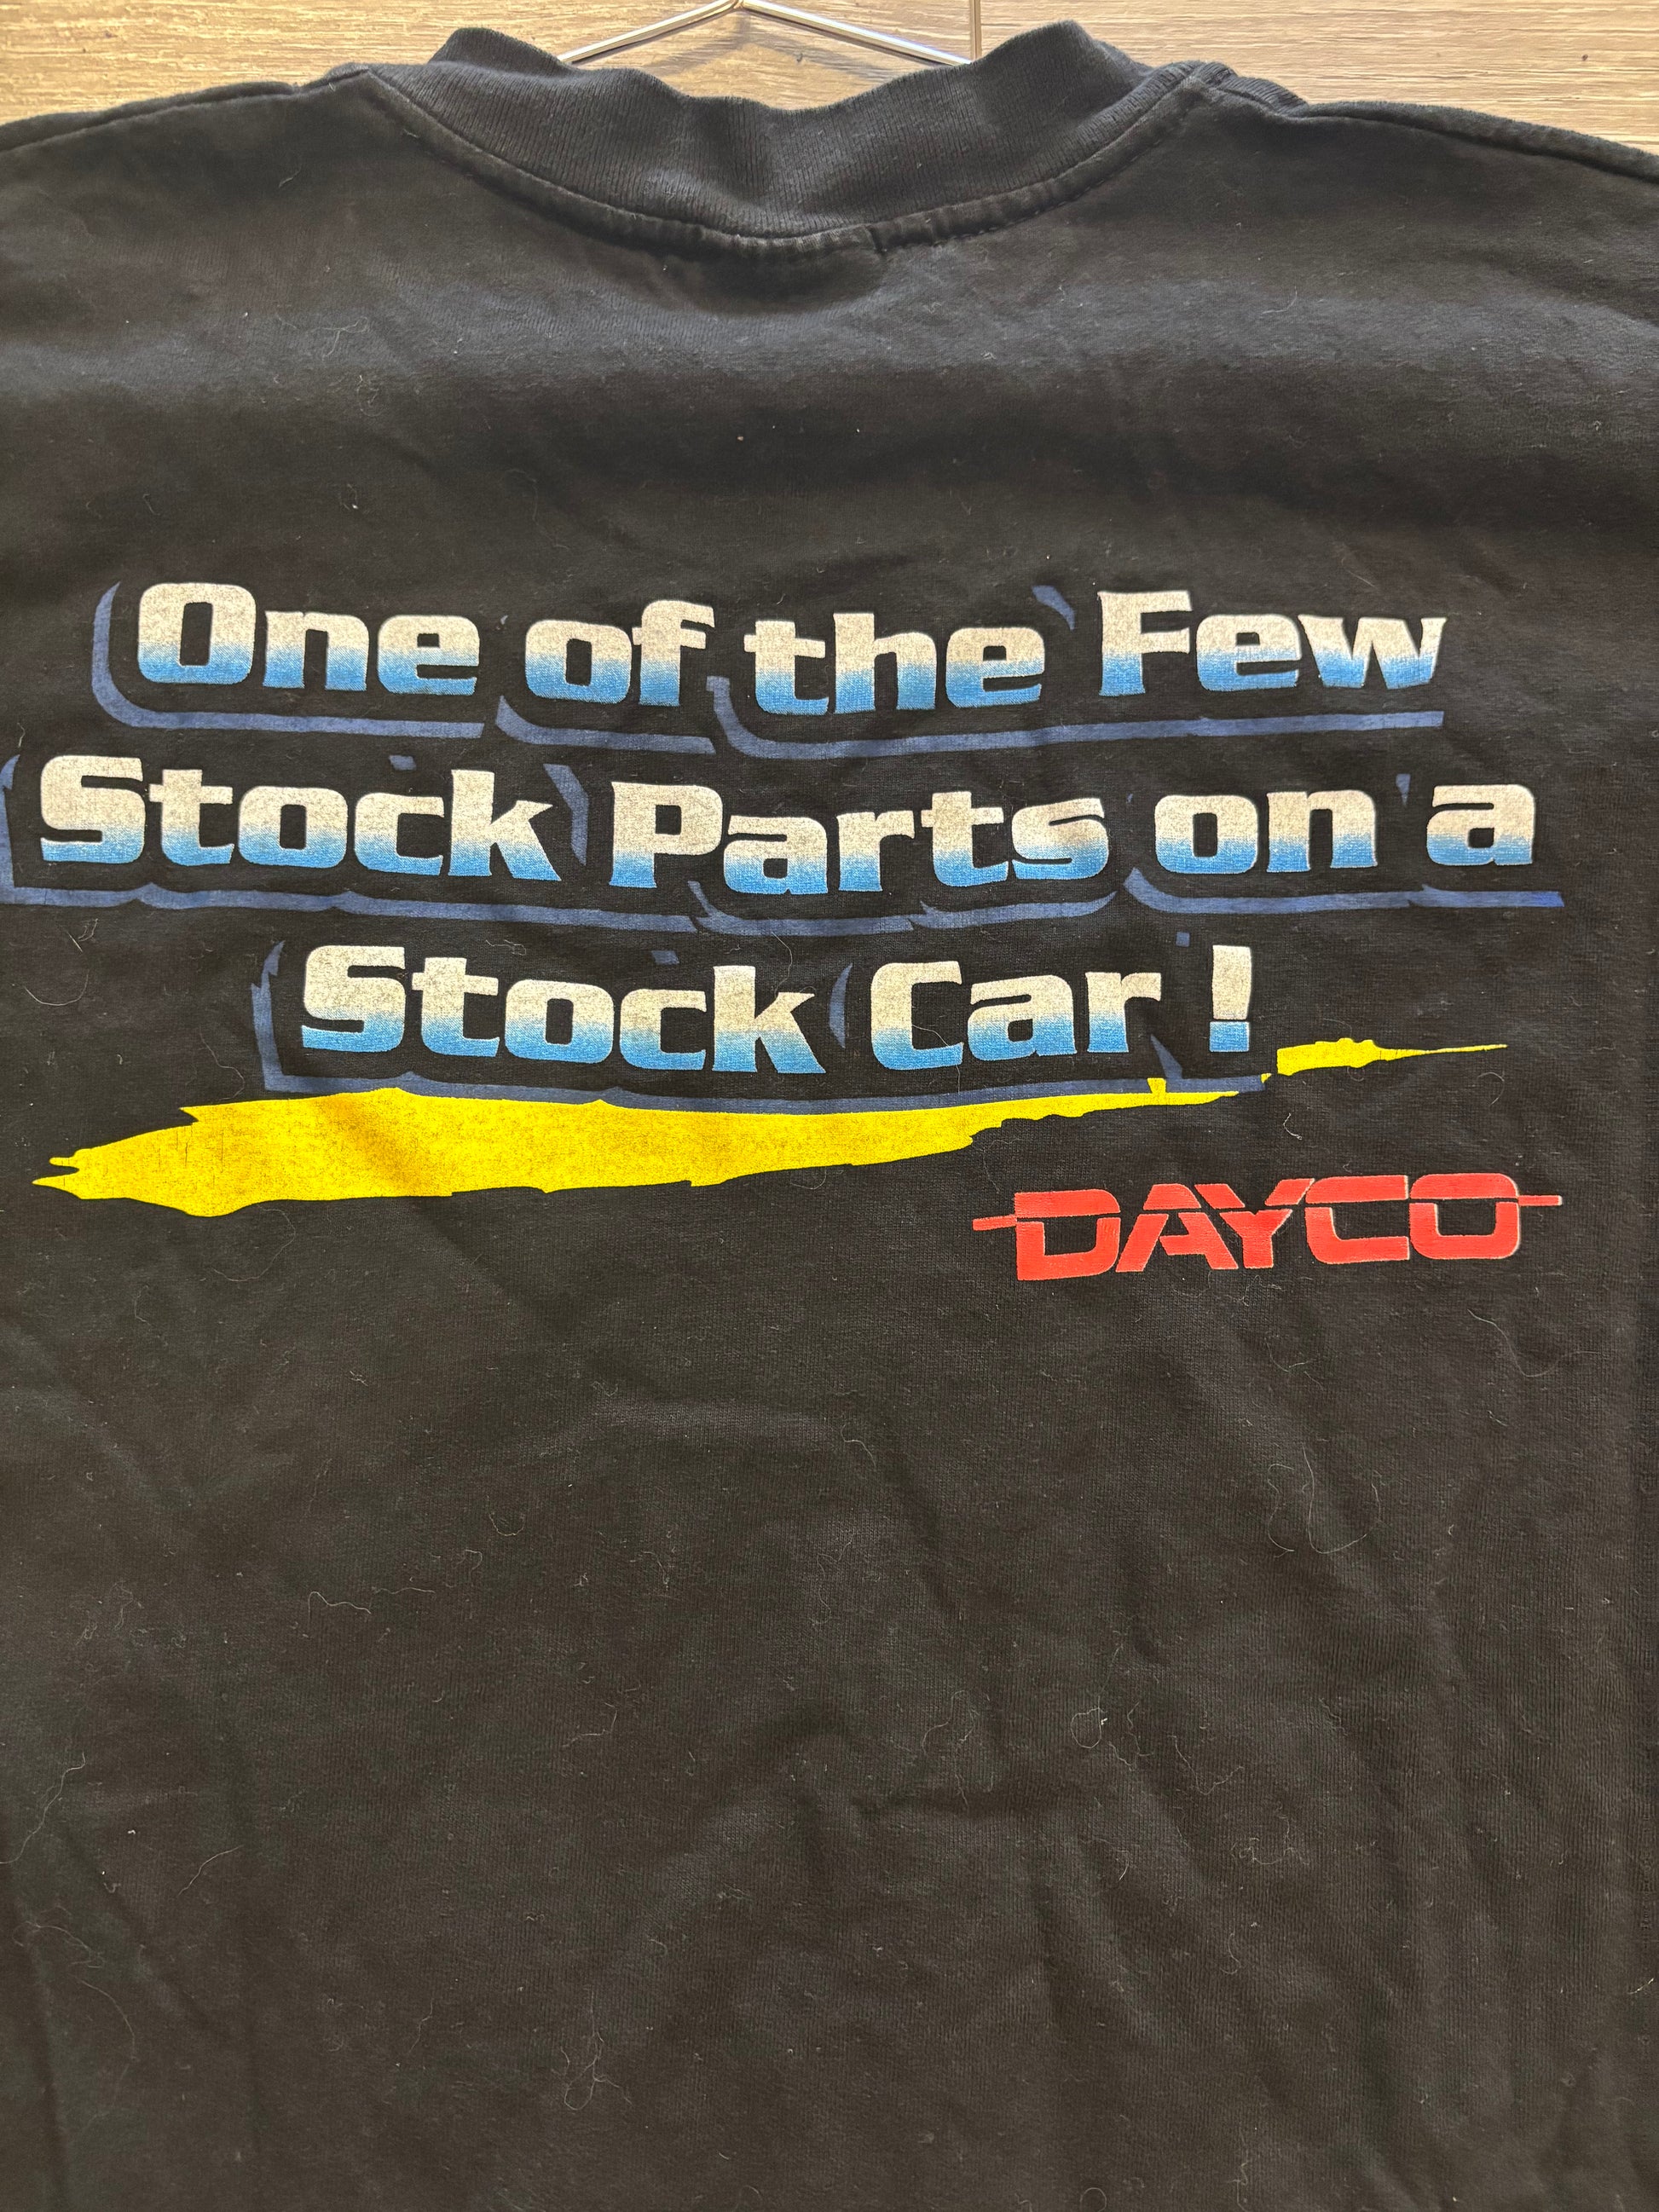 One of the Few
Stock Parts on a
Stock Car !
DAYCO